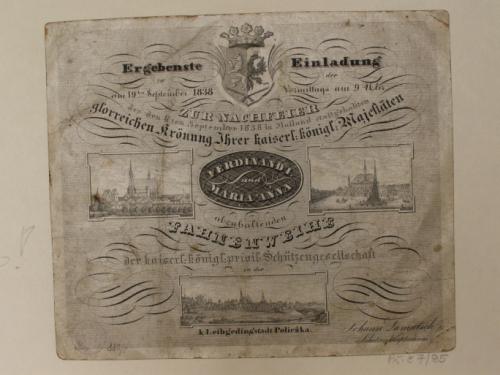 Ergebenste Einladung
zu der
am 19ten September 1838 Vormittags um 9 Uhr
ZUR NACHFEIER
der den 6ten September 1838 in Mailand stattgehabten
glorreichen Krönung Ihrer kaiserl: königl: Majestäten
FERDINAND I.
und
MARIA ANNA
abzuhaltenden
FAHNENWEIHE
der kaiserl: königl: privil: Schützengesellschaft
in der
k: Leibgedingstadt Poličzka.
Johann